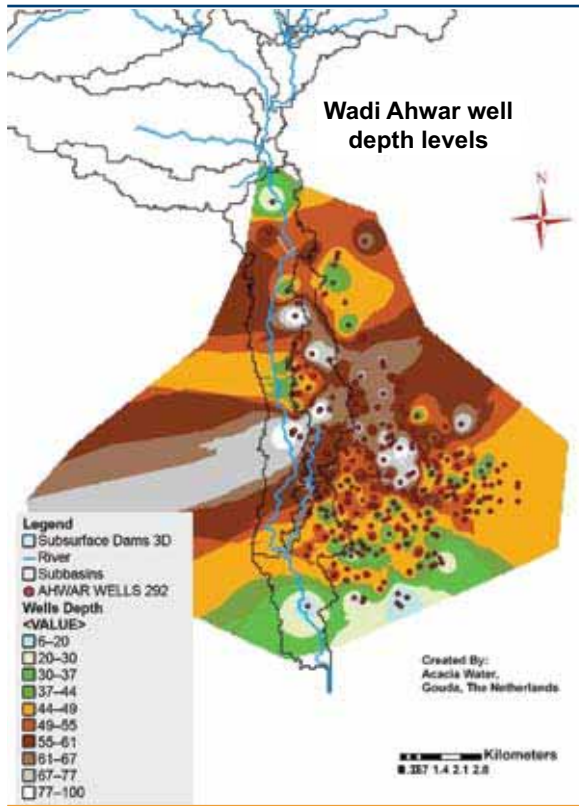 Wadi Ahwar well
depth levels
N
Legend
Subsurface Dams 3D
River
Subbasins
AHWAR WELLS 292
Wells Depth
<VALUE>
6–20
20–30
30–37
37–44
44–49
49–55
55–61
61–67
67–77
77–100
Created By:
Acacia Water,
Gouda, The Netherlands
Kilometers
1.4 2.1 2.8